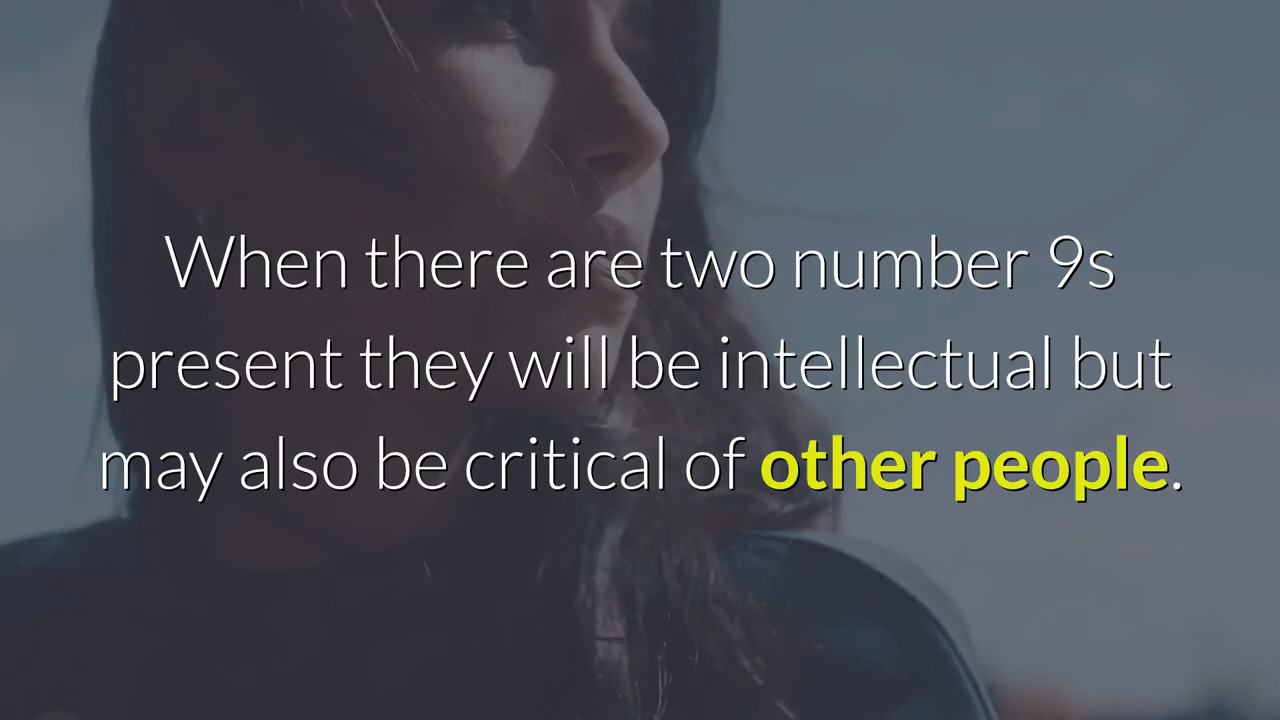 When there are two number 9s
present they will be intellectual but
may also be critical of other people.